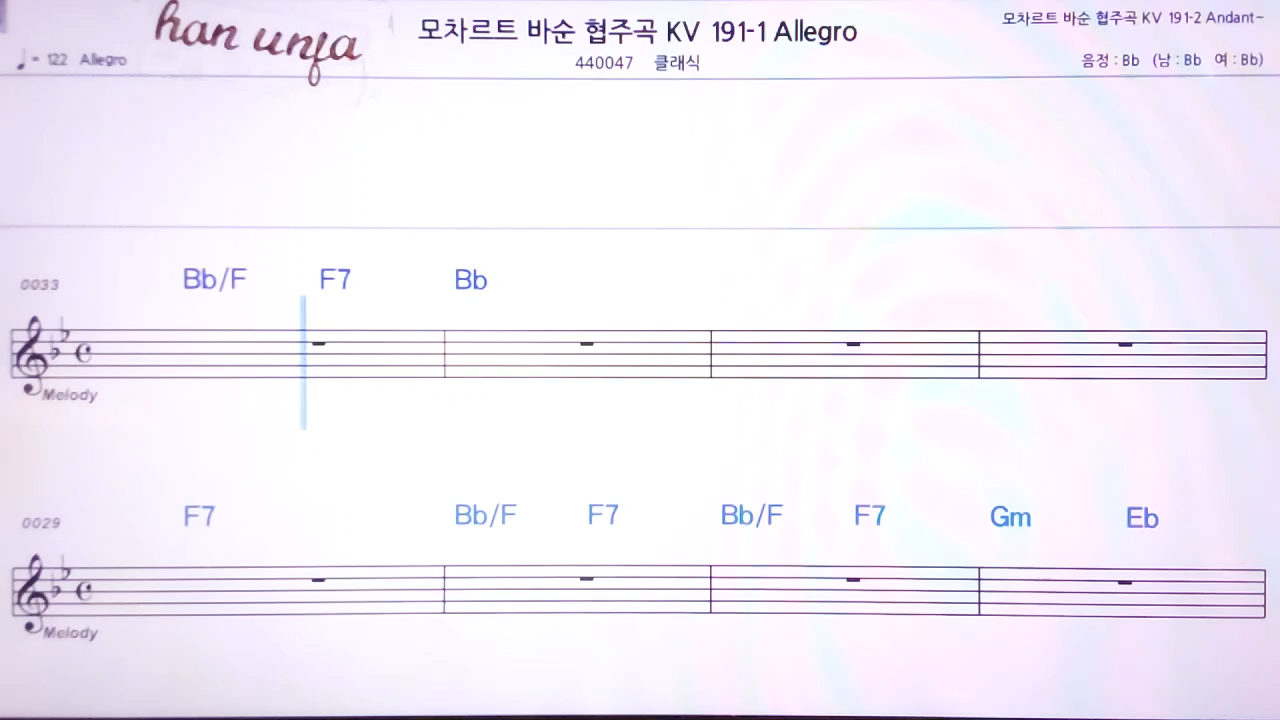 han unfa
모차르트 바순 협주곡 KV 191-1 Allegro
모차르트 바순 협주곡 KV 191-2 Andant~
♩ = 122 Allegro
440047 클래식
음정 : Bb (남 : Bb 여 : Bb)
0033 Bb/F F7 Bb
Melody
0029 F7 Bb/F F7 Bb/F F7 Gm Eb
Melody